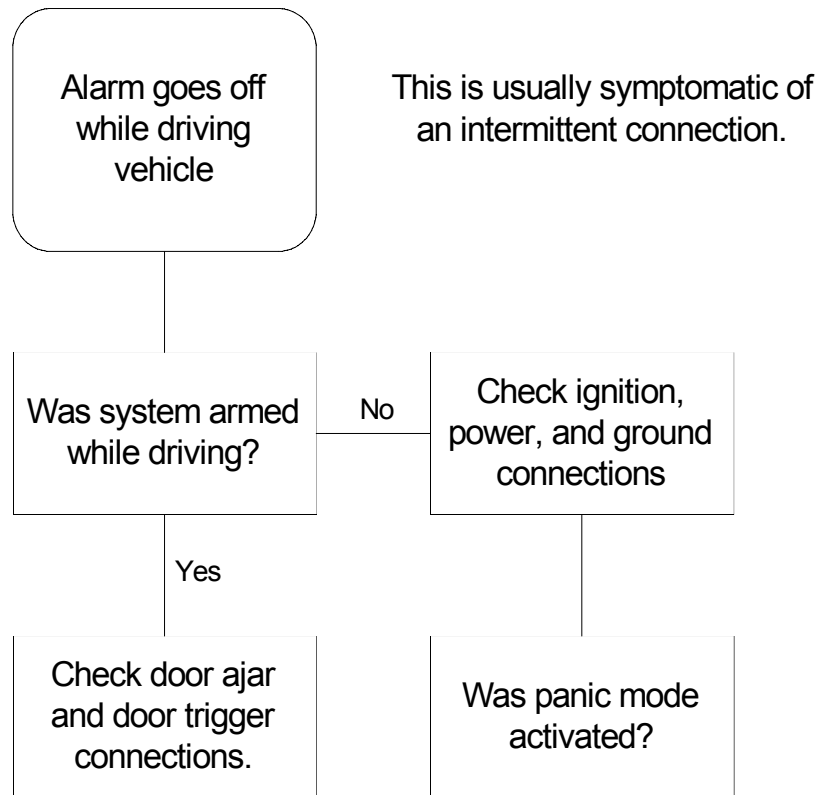 Alarm goes off
while driving
vehicle
This is usually symptomatic of
an intermittent connection.
Was system armed
while driving?
No
Check ignition,
power, and ground
connections
Yes
Check door ajar
and door trigger
connections.
Was panic mode
activated?